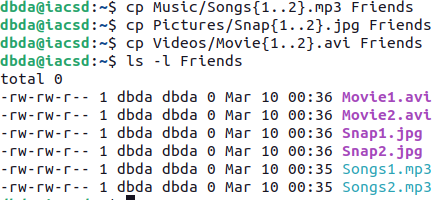 dbda@iacsd:~$ cp Music/Songs{1..2}.mp3 Friends
dbda@iacsd:~$ cp Pictures/Snap{1..2}.jpg Friends
dbda@iacsd:~$ cp Videos/Movie{1..2}.avi Friends
dbda@iacsd:~$ ls -l Friends
total 0
-rw-rw-r-- 1 dbda dbda 0 Mar 10 00:36 Movie1.avi
-rw-rw-r-- 1 dbda dbda 0 Mar 10 00:36 Movie2.avi
-rw-rw-r-- 1 dbda dbda 0 Mar 10 00:36 Snap1.jpg
-rw-rw-r-- 1 dbda dbda 0 Mar 10 00:36 Snap2.jpg
-rw-rw-r-- 1 dbda dbda 0 Mar 10 00:35 Songs1.mp3
-rw-rw-r-- 1 dbda dbda 0 Mar 10 00:35 Songs2.mp3